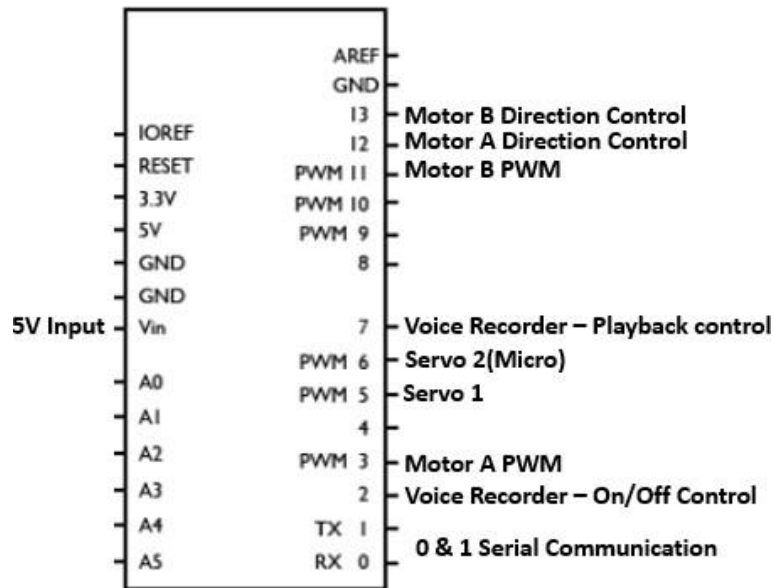 AREF
GND
13 Motor B Direction Control
IOREF
12 Motor A Direction Control
RESET
PWM 11 Motor B PWM
3.3V
PWM 10
5V
PWM 9
GND
8
GND
5V Input Vin
7 Voice Recorder – Playback control
PWM 6 Servo 2(Micro)
A0
PWM 5 Servo 1
A1
4
A2
PWM 3 Motor A PWM
A3
2 Voice Recorder – On/Off Control
A4
TX 1
0 & 1 Serial Communication
A5
RX 0